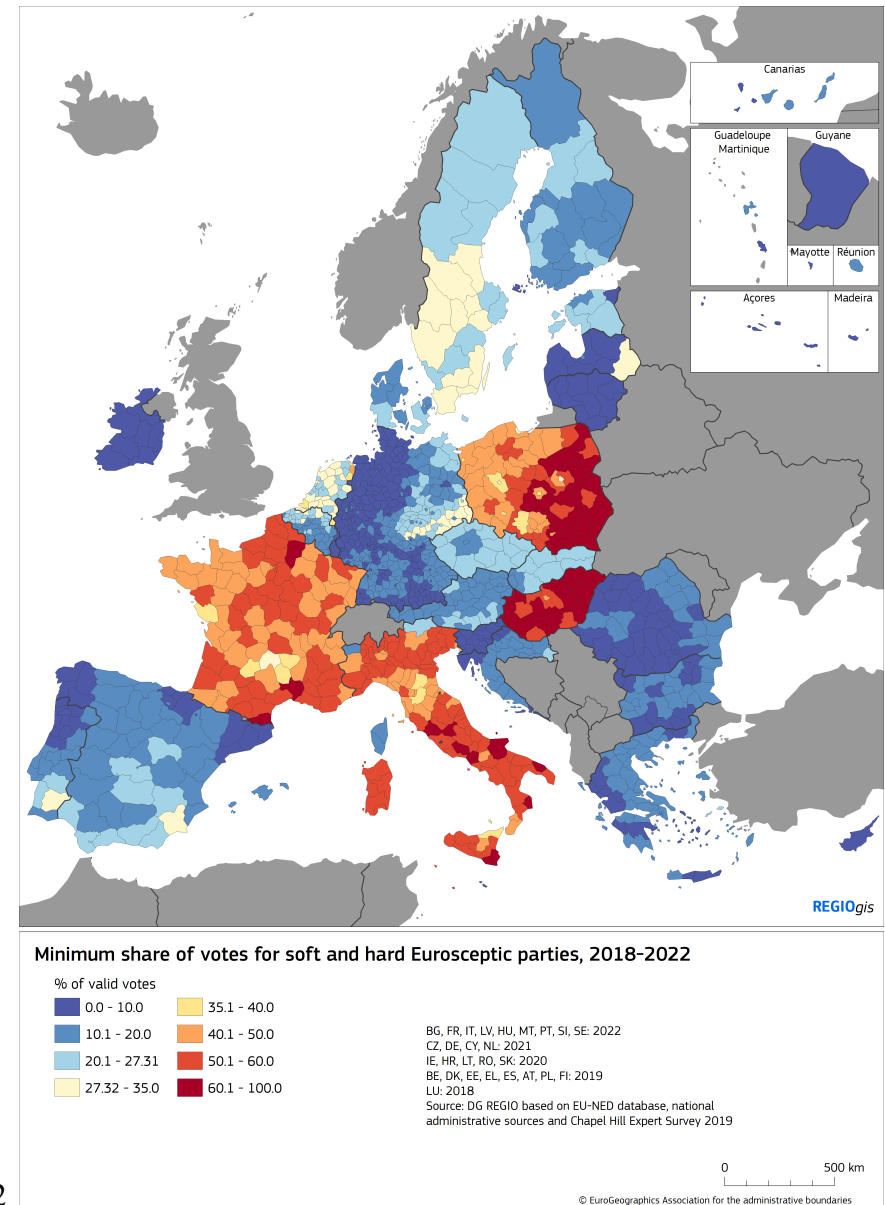 Canarias
Guadeloupe
Martinique
Guyane
Mayotte
Réunion
Açores
Madeira
REGIOgis
Minimum share of votes for soft and hard Eurosceptic parties, 2018-2022
% of valid votes
0.0 - 10.0
10.1 - 20.0
20.1 - 27.31
27.32 - 35.0
35.1 - 40.0
40.1 - 50.0
50.1 - 60.0
60.1 - 100.0
BG, FR, IT, LV, HU, MT, PT, SI, SE: 2022
CZ, DE, CY, NL: 2021
IE, HR, LT, RO, SK: 2020
BE, DK, EE, EL, ES, AT, PL, FI: 2019
LU: 2018
Source: DG REGIO based on EU-NED database, national
administrative sources and Chapel Hill Expert Survey 2019
0 500 km
© EuroGeographics Association for the administrative boundaries